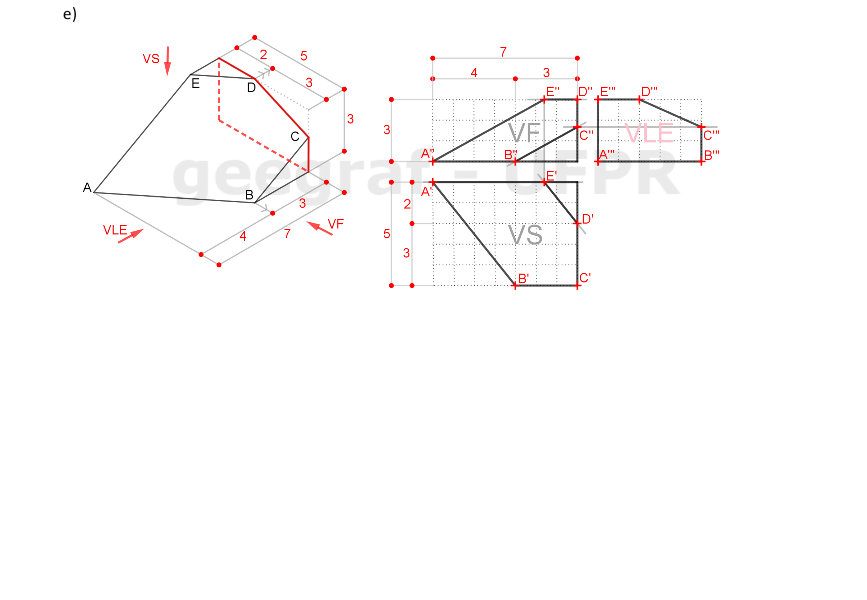 e)
VS
2
5
E
D
3
C
3
A
B
3
VLE
4
7
VF
geegraf - UFPR
7
4
3
E" D"
E''' D'''
3
VF
C"
VLE
C'''
A"
B"
A'''
B'''
A'
E'
2
D'
5
VS
3
B'
C'